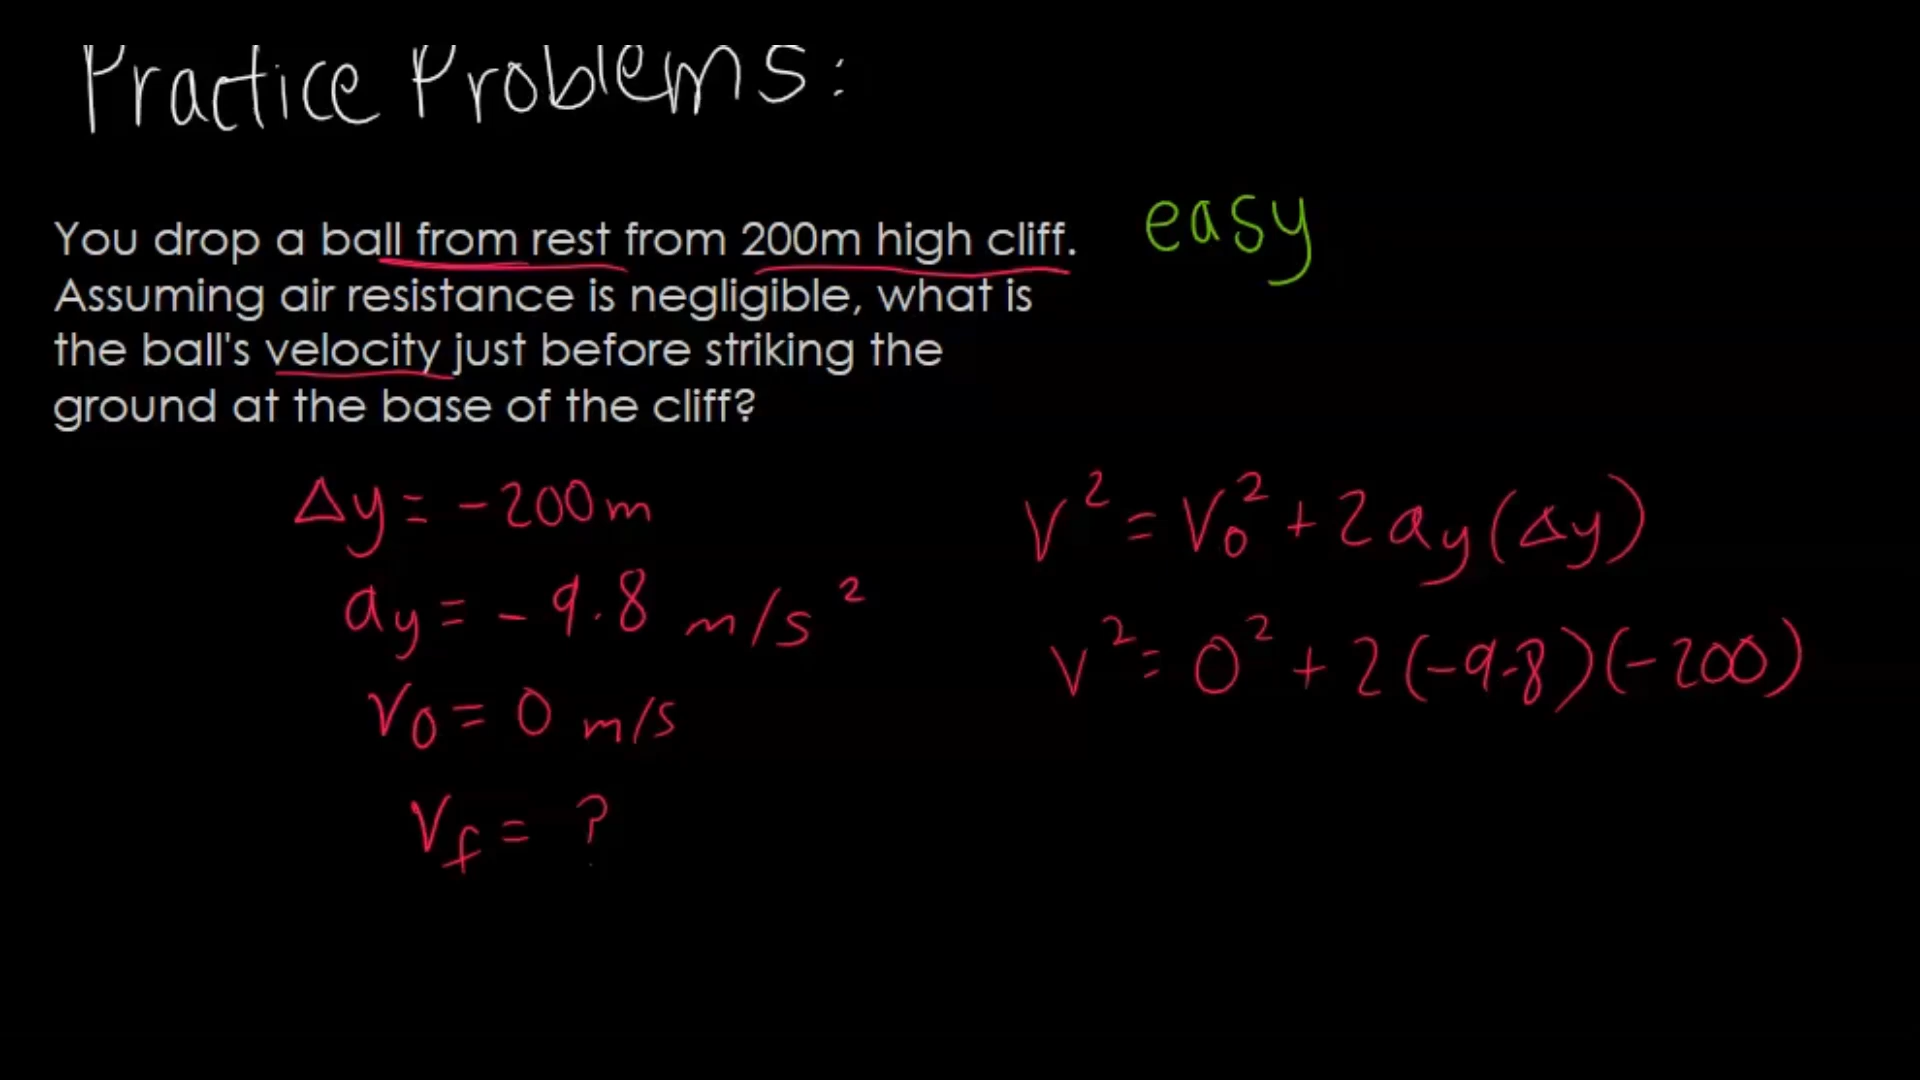 Practice Problems:
You drop a ball from rest from 200m high cliff.
easy
Assuming air resistance is negligible, what is
the ball's velocity just before striking the
ground at the base of the cliff?
Δy = -200m
ay = -9.8 m/s²
V₀ = 0 m/s
Vf = ?
V² = V₀² + 2ay(Δy)
V² = 0² + 2(-9.8)(-200)